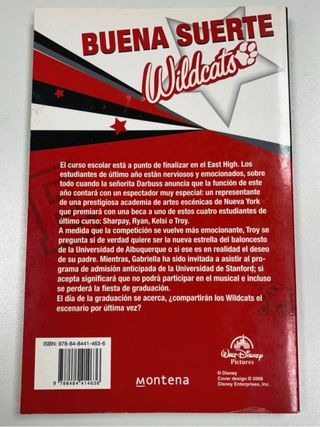 BUENA SUERTE
Wildcats
El curso escolar está a punto de finalizar en el East High. Los
estudiantes de último año están nerviosos y emocionados, sobre
todo cuando la señorita Darbuss anuncia que la función de este
año contará con un espectador muy especial: un representante
de una prestigiosa academia de artes escénicas de Nueva York
que premiará con una beca a uno de estos cuatro estudiantes de
último curso: Sharpay, Ryan, Kelsi o Troy.
A medida que la competición se vuelve más emocionante, Troy se
pregunta si de verdad quiere ser la nueva estrella del baloncesto
de la Universidad de Albuquerque o si ese es en realidad el deseo
de su padre. Mientras, Gabriella ha sido invitada a asistir al pro-
grama de admisión anticipada de la Universidad de Stanford; si
acepta significará que no podrá participar en el musical e incluso
se perderá la fiesta de graduación.
El día de la graduación se acerca, ¿compartirán los Wildcats el
escenario por última vez?
ISBN: 978-84-8441-463-6
9 788484 414636
montena
WALT DISNEY
Pictures
© Disney
Cover design © 2008
Disney Enterprises, Inc.